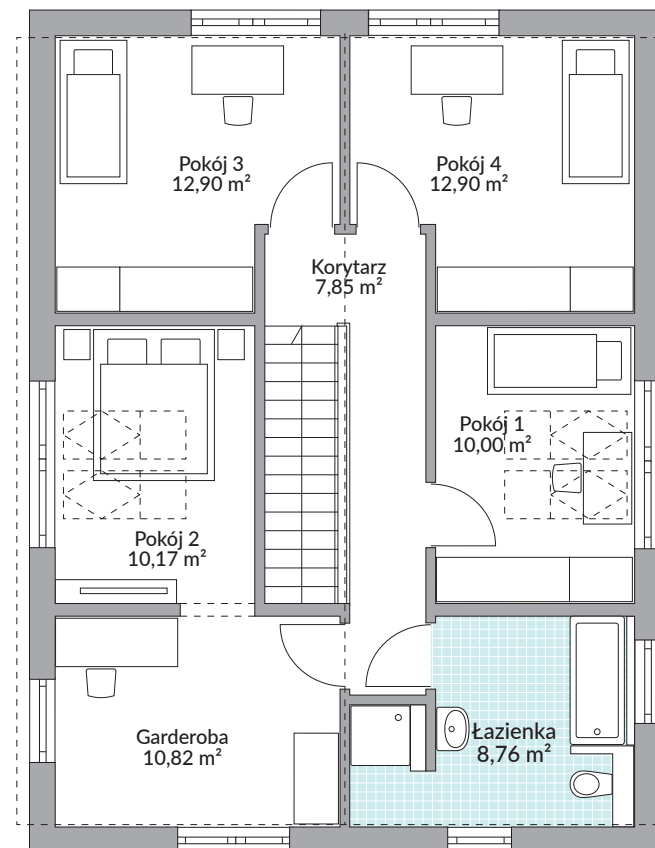 Pokój 3
12,90 m²
Pokój 4
12,90 m²
Korytarz
7,85 m²
Pokój 1
10,00 m²
Pokój 2
10,17 m²
Garderoba
10,82 m²
Łazienka
8,76 m²